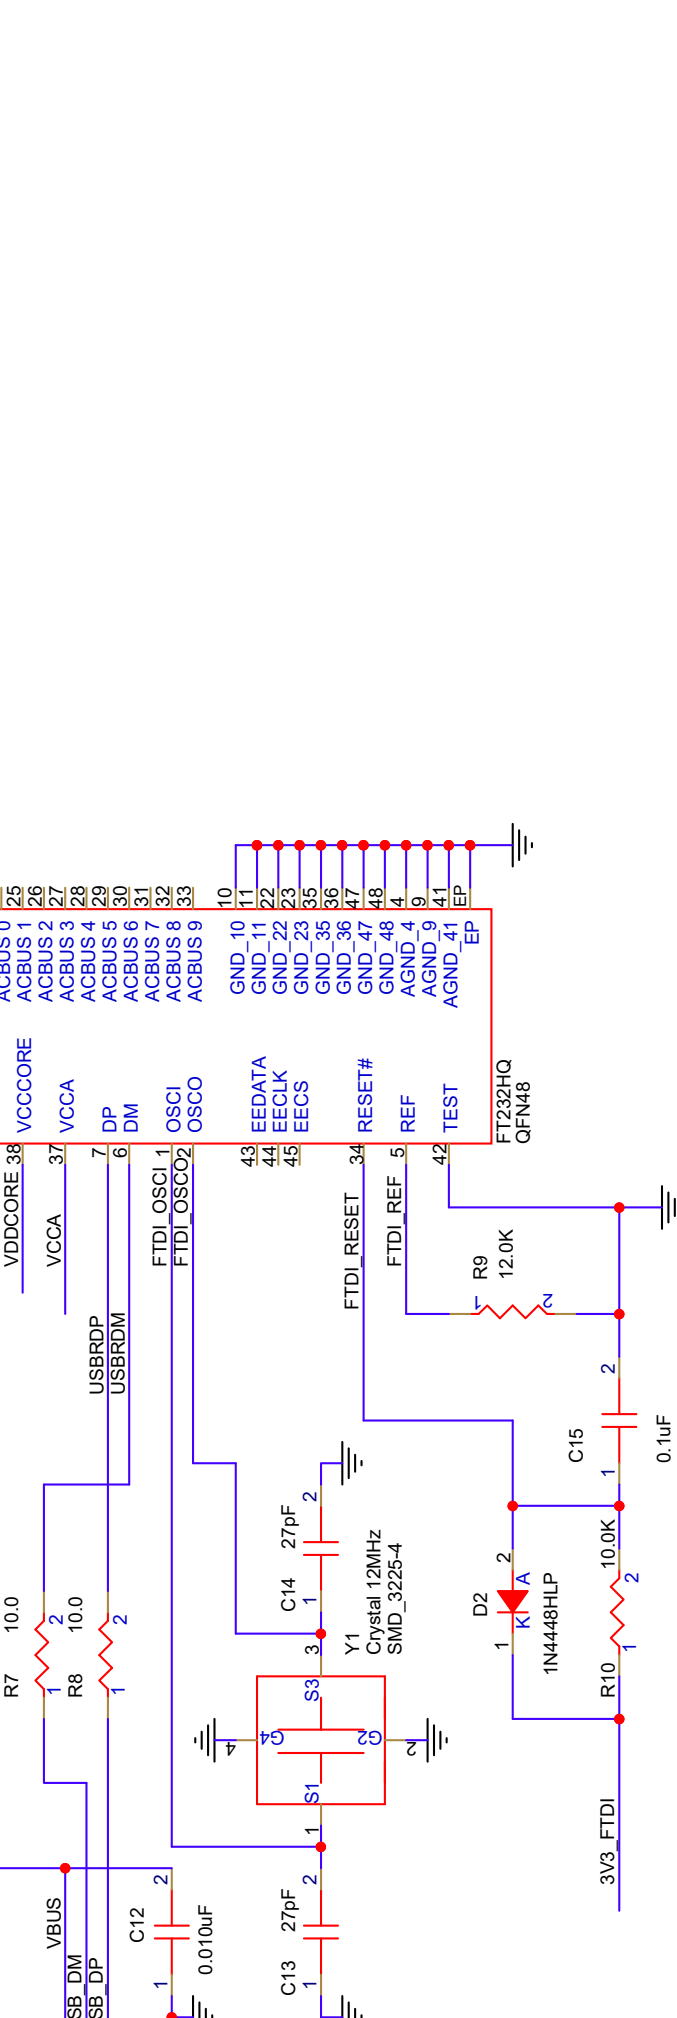 25
26
27
28
29
30
31
32
33
10
11
22
23
35
36
47
48
4
9
41
EP
ACBUS 0
ACBUS 1
ACBUS 2
ACBUS 3
ACBUS 4
ACBUS 5
ACBUS 6
ACBUS 7
ACBUS 8
ACBUS 9
GND_10
GND_11
GND_22
GND_23
GND_35
GND_36
GND_47
GND_48
AGND_4
AGND_9
AGND_41
EP
VCCCORE
VCCA
DP
DM
OSCI
OSCO
EEDATA
EECLK
EECS
RESET#
REF
TEST
FT232HQ
QFN48
38
37
7
6
1
2
43
44
45
34
5
42
VDDCORE
VCCA
USBRDP
USBRDM
FTDI_OSCI
FTDI_OSCO
FTDI_RESET
FTDI_REF
R9
12.0K
1
2
C15
0.1uF
2
1
C14
27pF
2
1
Y1
Crystal 12MHz
SMD_3225-4
3
S3
G4
4
G2
2
S1
1
R7
10.0
2
1
R8
10.0
2
1
D2
1N4448HLP
2
A
K
1
R10
10.0K
2
1
3V3_FTDI
VBUS
SB_DM
SB_DP
C12
0.010uF
2
1
C13
27pF
2
1